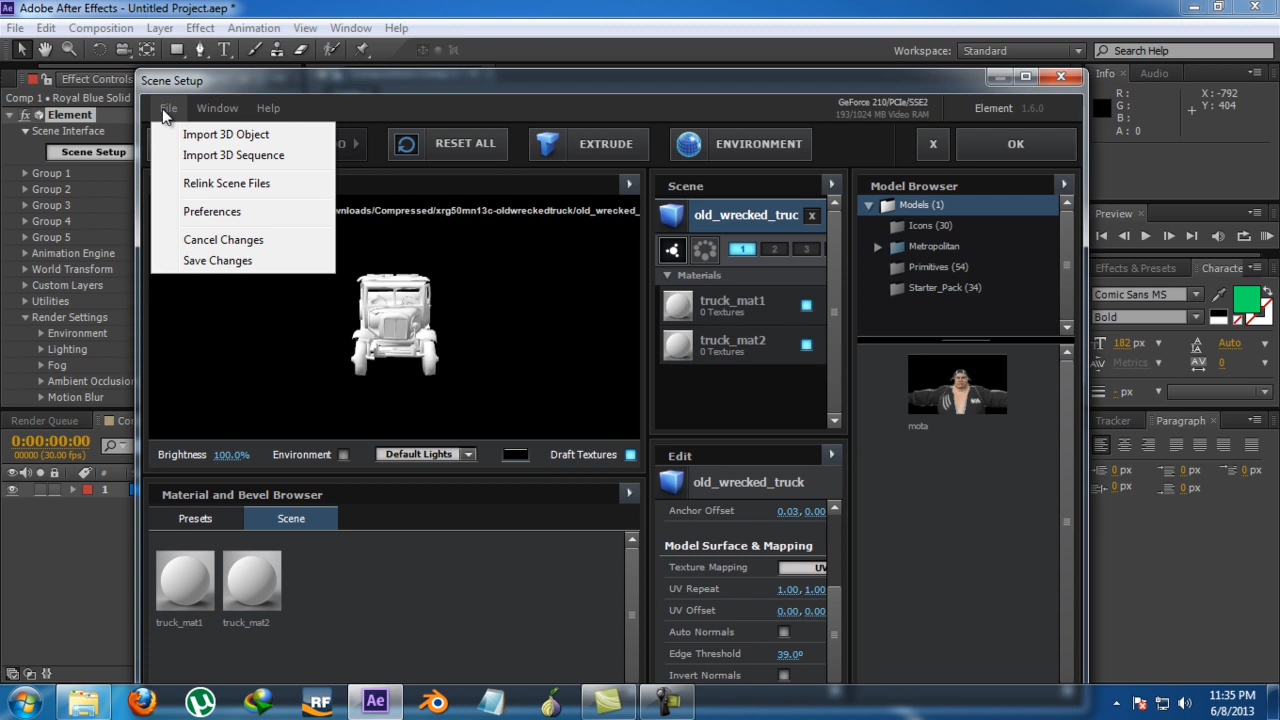 Adobe After Effects - Untitled Project.aep *
File Edit Composition Layer Effect Animation View Window Help
Workspace: Standard Search Help
Effect Controls
Comp 1 • Royal Blue Solid
fx Element
Scene Interface
Scene Setup
Group 1
Group 2
Group 3
Group 4
Group 5
Animation Engine
World Transform
Custom Layers
Utilities
Render Settings
Environment
Lighting
Fog
Ambient Occlusion
Motion Blur
Render Queue
0:00:00:00
00000 (30.00 fps)
#
1
Scene Setup
File Window Help
GeForce 210/PCIe/SSE2
193/1024 MB Video RAM
Element 1.6.0
Import 3D Object
Import 3D Sequence
Relink Scene Files
Preferences
Cancel Changes
Save Changes
RESET ALL EXTRUDE ENVIRONMENT X OK
wnloads/Compressed/xrg50mn13c-oldwreckedtruck/old_wrecked_
Brightness 100.0% Environment Default Lights Draft Textures
Material and Bevel Browser
Presets Scene
truck_mat1 truck_mat2
Scene
old_wrecked_truc x
1 2 3
Materials
truck_mat1
0 Textures
truck_mat2
0 Textures
Edit
old_wrecked_truck
Anchor Offset 0.03, 0.00
Model Surface & Mapping
Texture Mapping UV
UV Repeat 1.00, 1.00
UV Offset 0.00, 0.00
Auto Normals
Edge Threshold 39.0º
Invert Normals
Model Browser
Models (1)
Icons (30)
Metropolitan
Primitives (54)
Starter_Pack (34)
mota
Info × Audio
R : X : -792
G : Y : 404
B :
A : 0
Preview ×
Effects & Presets Characte
Comic Sans MS
Bold
182 px Auto
Metrics AV 0
- px
Tracker Paragraph ×
0 px 0 px 0 px
0 px 0 px
RF Ae
11:35 PM
6/8/2013